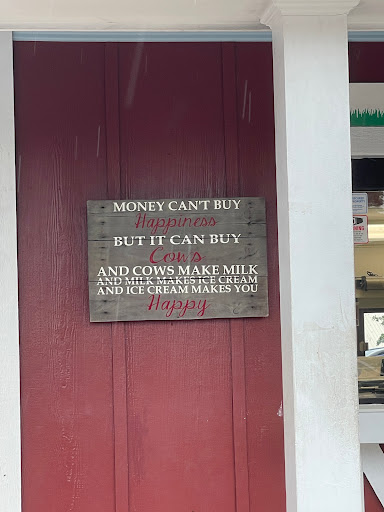 MONEY CAN'T BUY
Happiness
BUT IT CAN BUY
Cows
AND COWS MAKE MILK
AND MILK MAKES ICE CREAM
AND ICE CREAM MAKES YOU
Happy